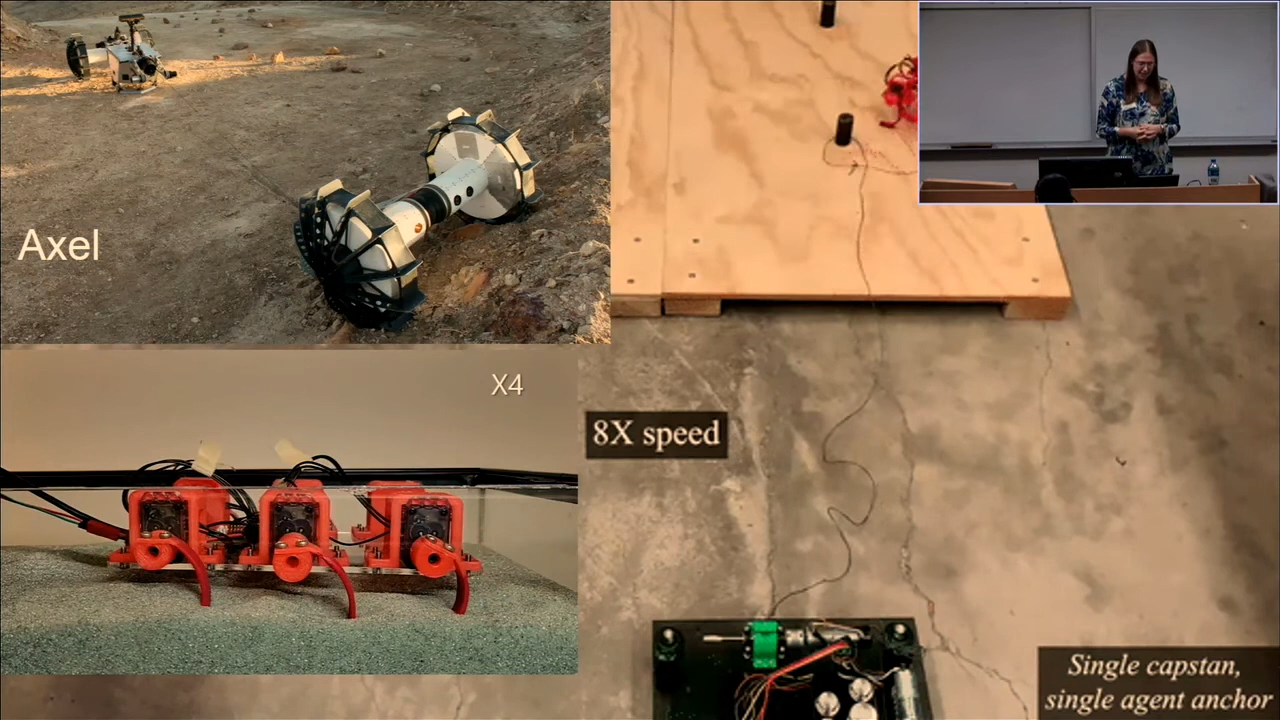 Axel
X4
8X speed
Single capstan,
single agent anchor